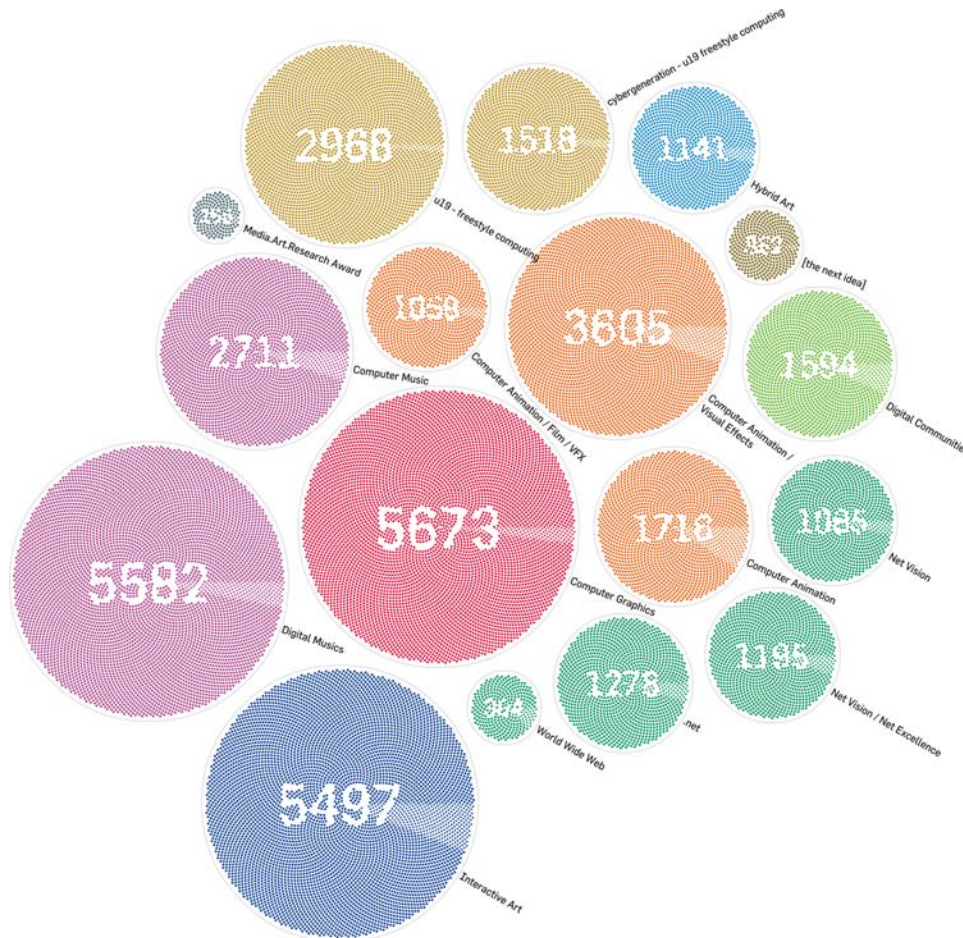 cybergeneration - u19 freestyle computing
2968
1518
1141
u19 - freestyle computing
Hybrid Art
Media.Art.Research Award
[the next idea]
2711
1058
3605
1594
Computer Music
Computer Animation / Film / VFX
Computer Animation /
Visual Effects
Digital Communitie
5673
1716
5582
Net Vision
Computer Animation
Computer Graphics
Digital Musics
1278
1195
.net
Net Vision / Net Excellence
World Wide Web
5497
Interactive Art